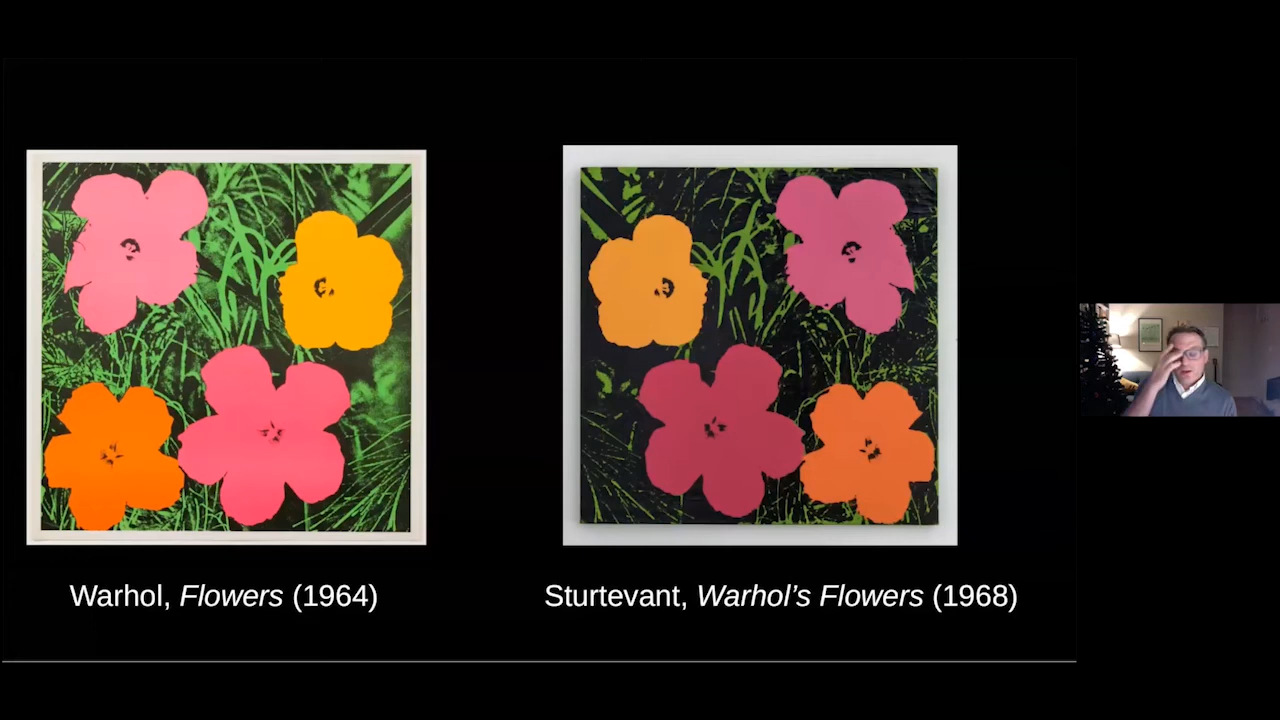 Warhol, Flowers (1964)
Sturtevant, Warhol’s Flowers (1968)